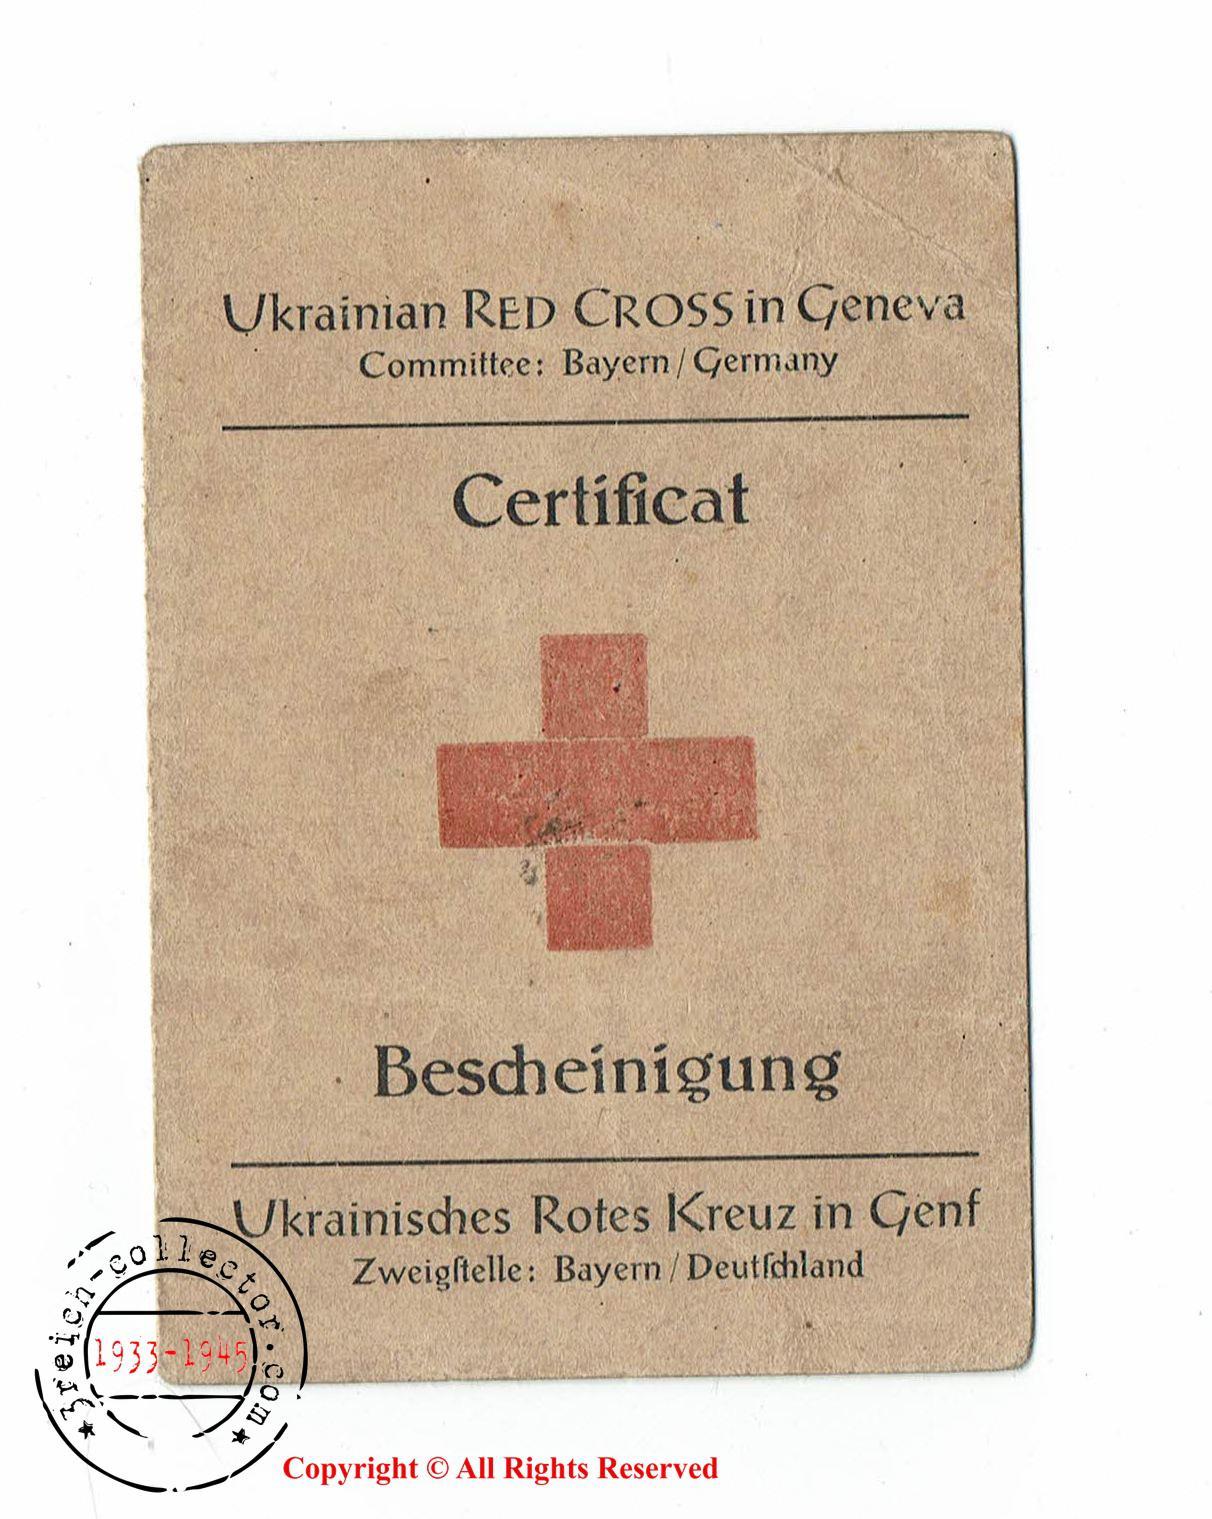 Ukrainian RED CROSS in Geneva
Committee: Bayern / Germany
Certificat
Bescheinigung
Ukrainisches Rotes Kreuz in Genf
Zweigſtelle: Bayern / Deutſchland
3reich-collector.com
1933-1945
Copyright © All Rights Reserved